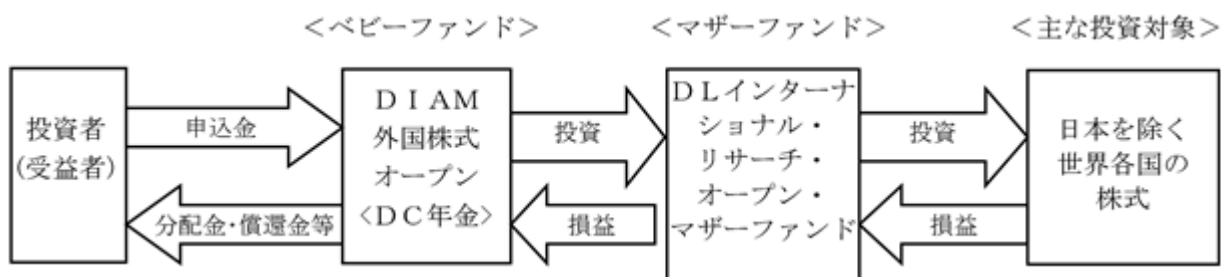 ＜ベビーファンド＞
＜マザーファンド＞
＜主な投資対象＞
投資者
(受益者)
申込金
分配金・償還金等
ＤＩＡＭ
外国株式
オープン
<ＤＣ年金>
投資
損益
ＤＬインターナ
ショナル・
リサーチ・
オープン・
マザーファンド
投資
損益
日本を除く
世界各国の
株式